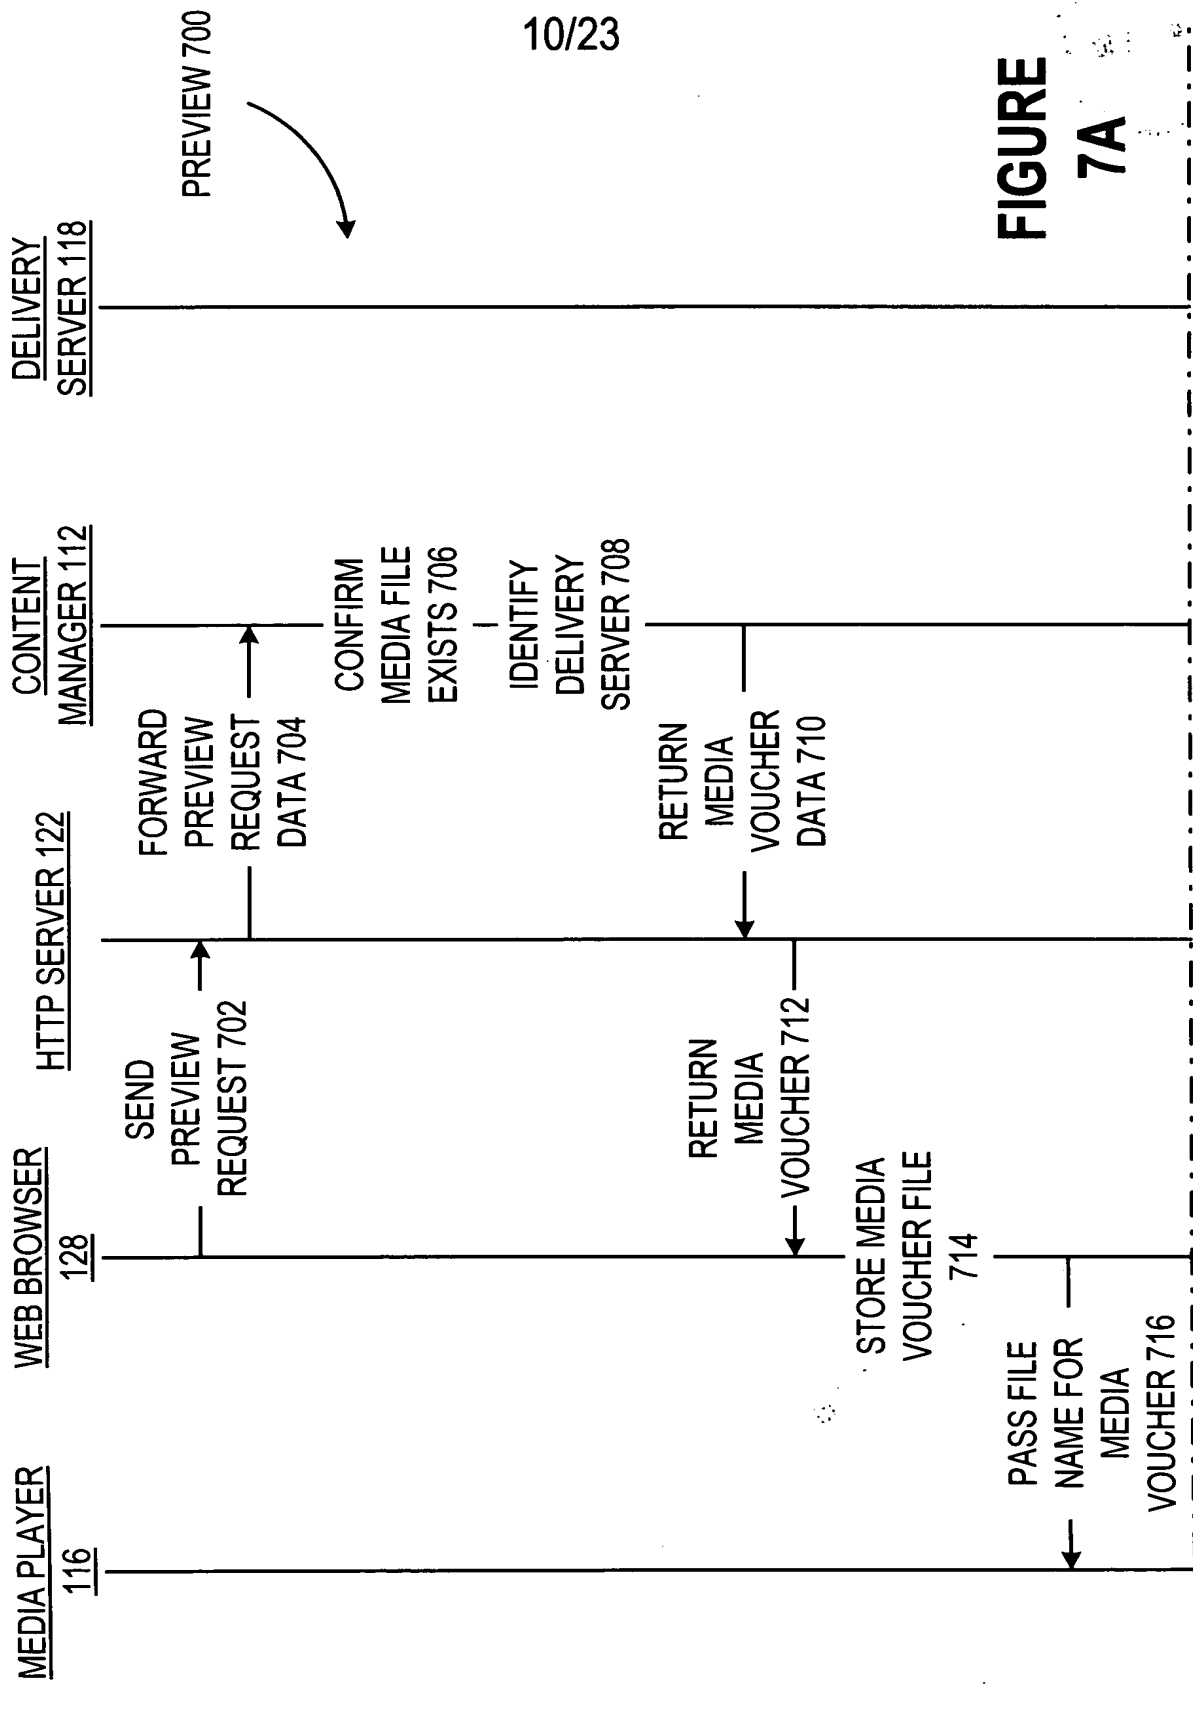 10/23
MEDIA PLAYER
116
WEB BROWSER
128
HTTP SERVER 122
CONTENT
MANAGER 112
DELIVERY
SERVER 118
PREVIEW 700
SEND
PREVIEW
REQUEST 702
FORWARD
PREVIEW
REQUEST
DATA 704
CONFIRM
MEDIA FILE
EXISTS 706
IDENTIFY
DELIVERY
SERVER 708
RETURN
MEDIA
VOUCHER
DATA 710
RETURN
MEDIA
VOUCHER 712
STORE MEDIA
VOUCHER FILE
714
PASS FILE
NAME FOR
MEDIA
VOUCHER 716
FIGURE
7A